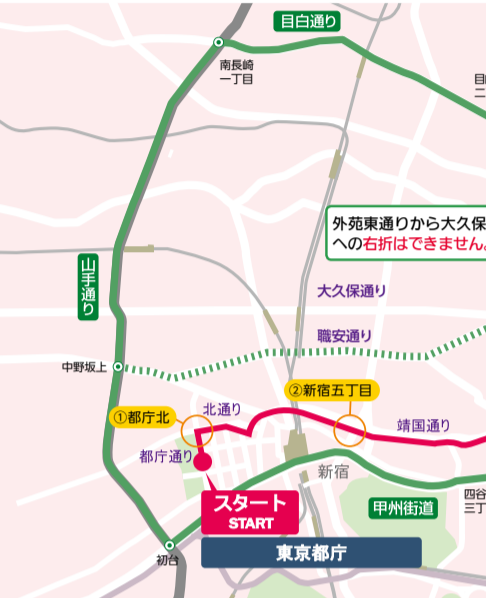 目白通り
南長崎
一丁目
外苑東通りから大久保
への右折はできません。
山手通り
大久保通り
職安通り
中野坂上
②新宿五丁目
①都庁北
北通り
靖国通り
都庁通り
新宿
四谷
三丁
スタート
START
甲州街道
初台
東京都庁